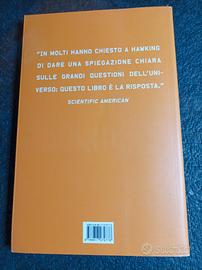 "IN MOLTI HANNO CHIESTO A HAWKING
DI DARE UNA SPIEGAZIONE CHIARA
SULLE GRANDI QUESTIONI DELL'UNI-
VERSO: QUESTO LIBRO È LA RISPOSTA."
SCIENTIFIC AMERICAN
subito